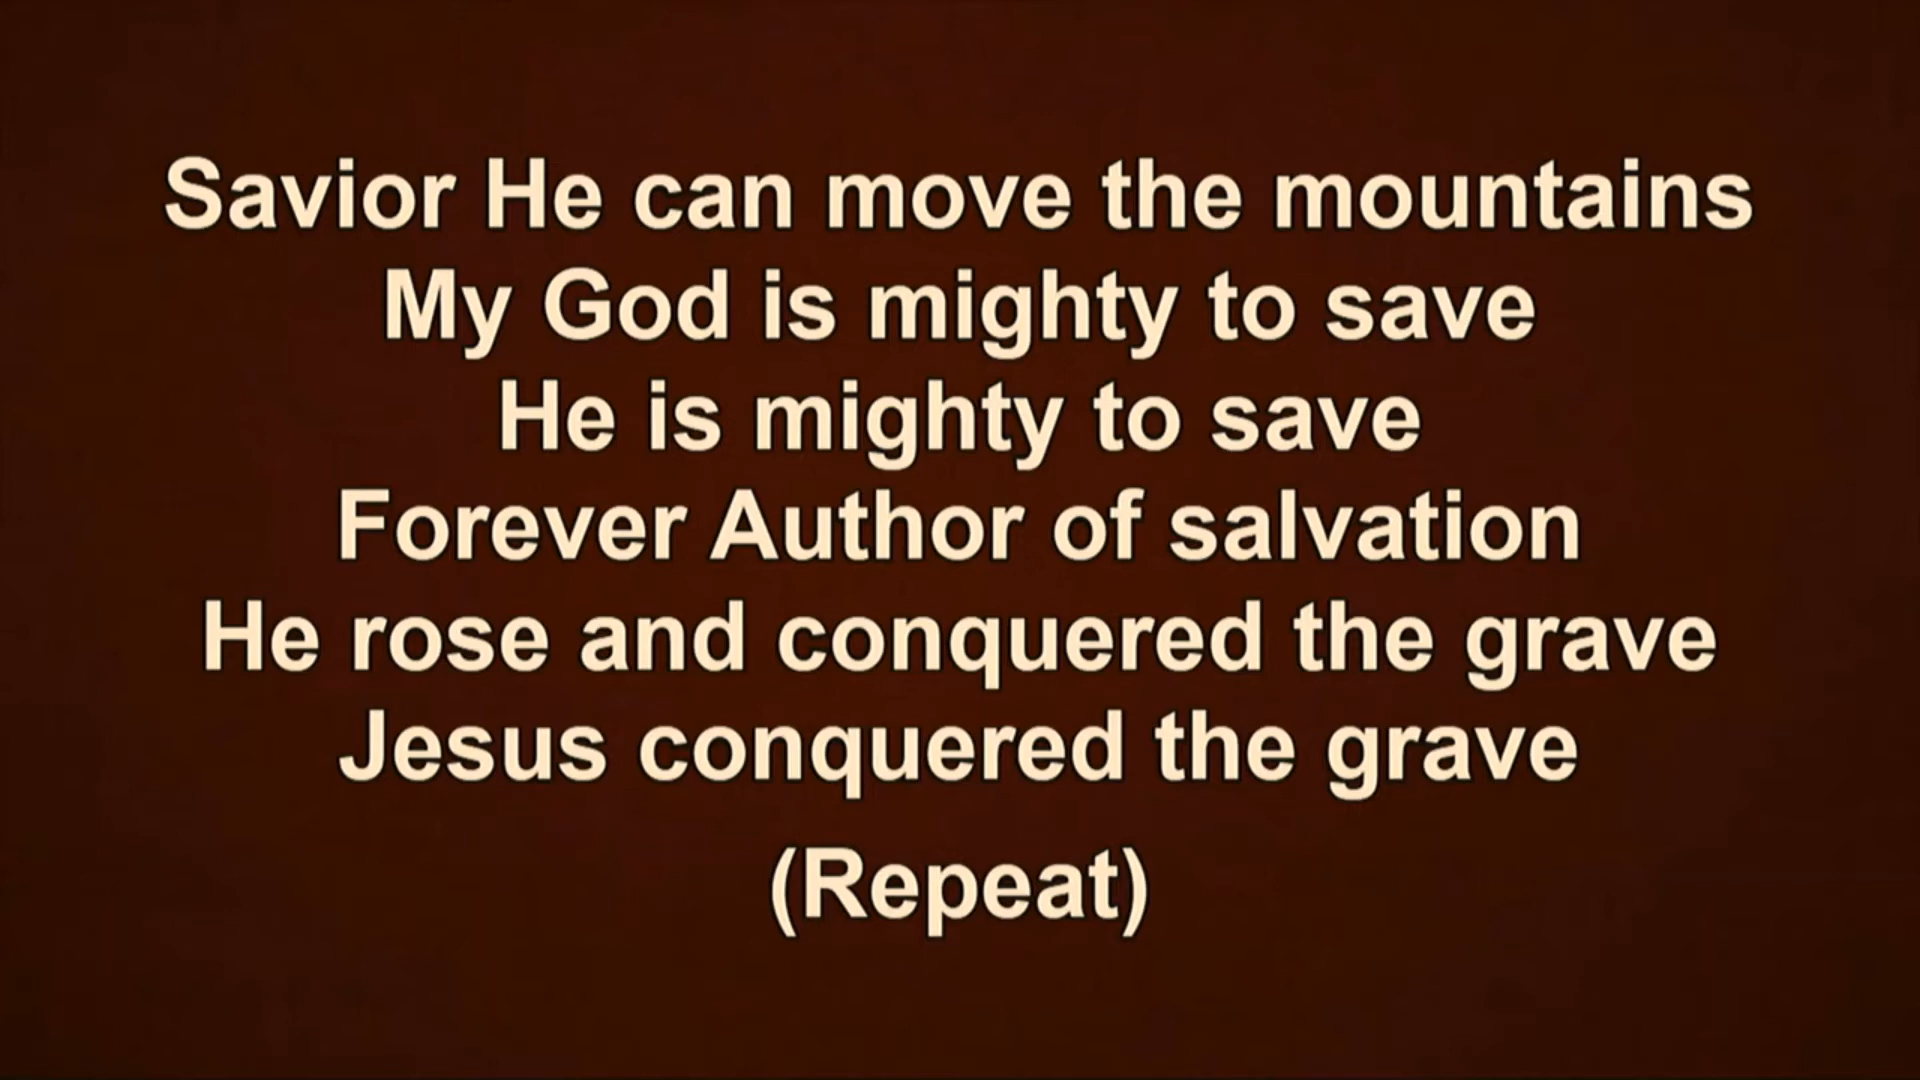 Savior He can move the mountains
My God is mighty to save
He is mighty to save
Forever Author of salvation
He rose and conquered the grave
Jesus conquered the grave
(Repeat)